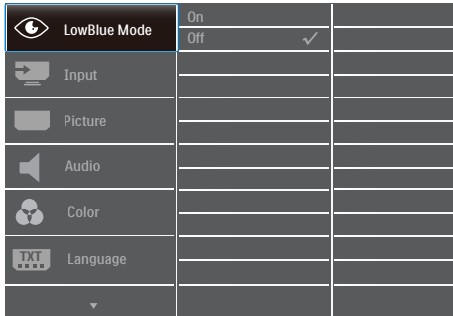 LowBlue Mode
On
Off
Input
Picture
Audio
Color
TXT
Language